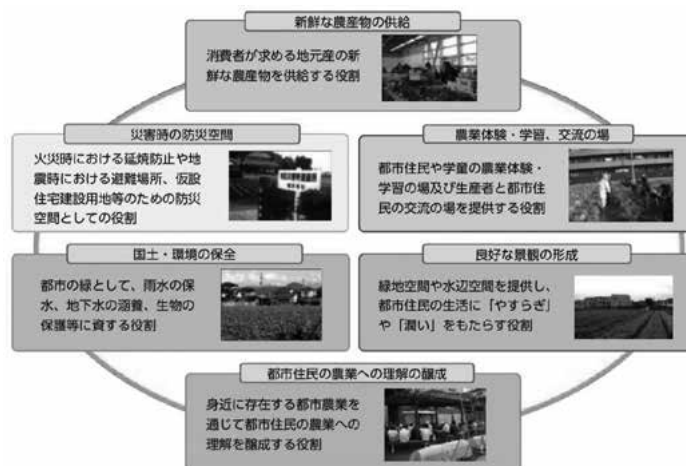 新鮮な農産物の供給
消費者が求める地元産の新
鮮な農産物を供給する役割
災害時の防災空間
火災時における延焼防止や地
震時における避難場所、仮設
住宅建設用地等のための防災
空間としての役割
農業体験・学習、交流の場
都市住民や学童の農業体験・
学習の場及び生産者と都市住
民の交流の場を提供する役割
国土・環境の保全
都市の緑として、雨水の保
水、地下水の涵養、生物の
保護等に資する役割
良好な景観の形成
緑地空間や水辺空間を提供し、
都市住民の生活に「やすらぎ」
や「潤い」をもたらす役割
都市住民の農業への理解の醸成
身近に存在する都市農業を
通じて都市住民の農業への
理解を醸成する役割